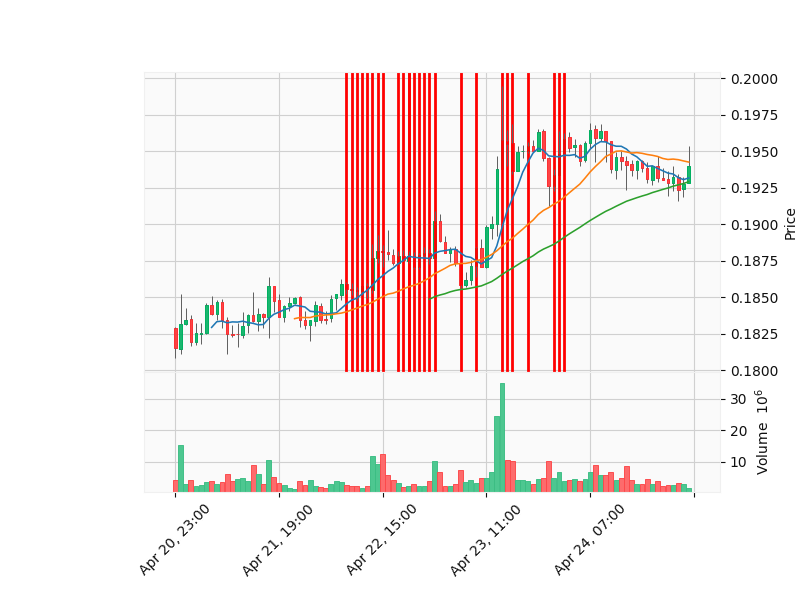 0.2000
0.1975
0.1950
0.1925
0.1900
0.1875
0.1850
0.1825
0.1800
Price
30
20
10
Volume 10⁶
Apr 20, 23:00
Apr 21, 19:00
Apr 22, 15:00
Apr 23, 11:00
Apr 24, 07:00